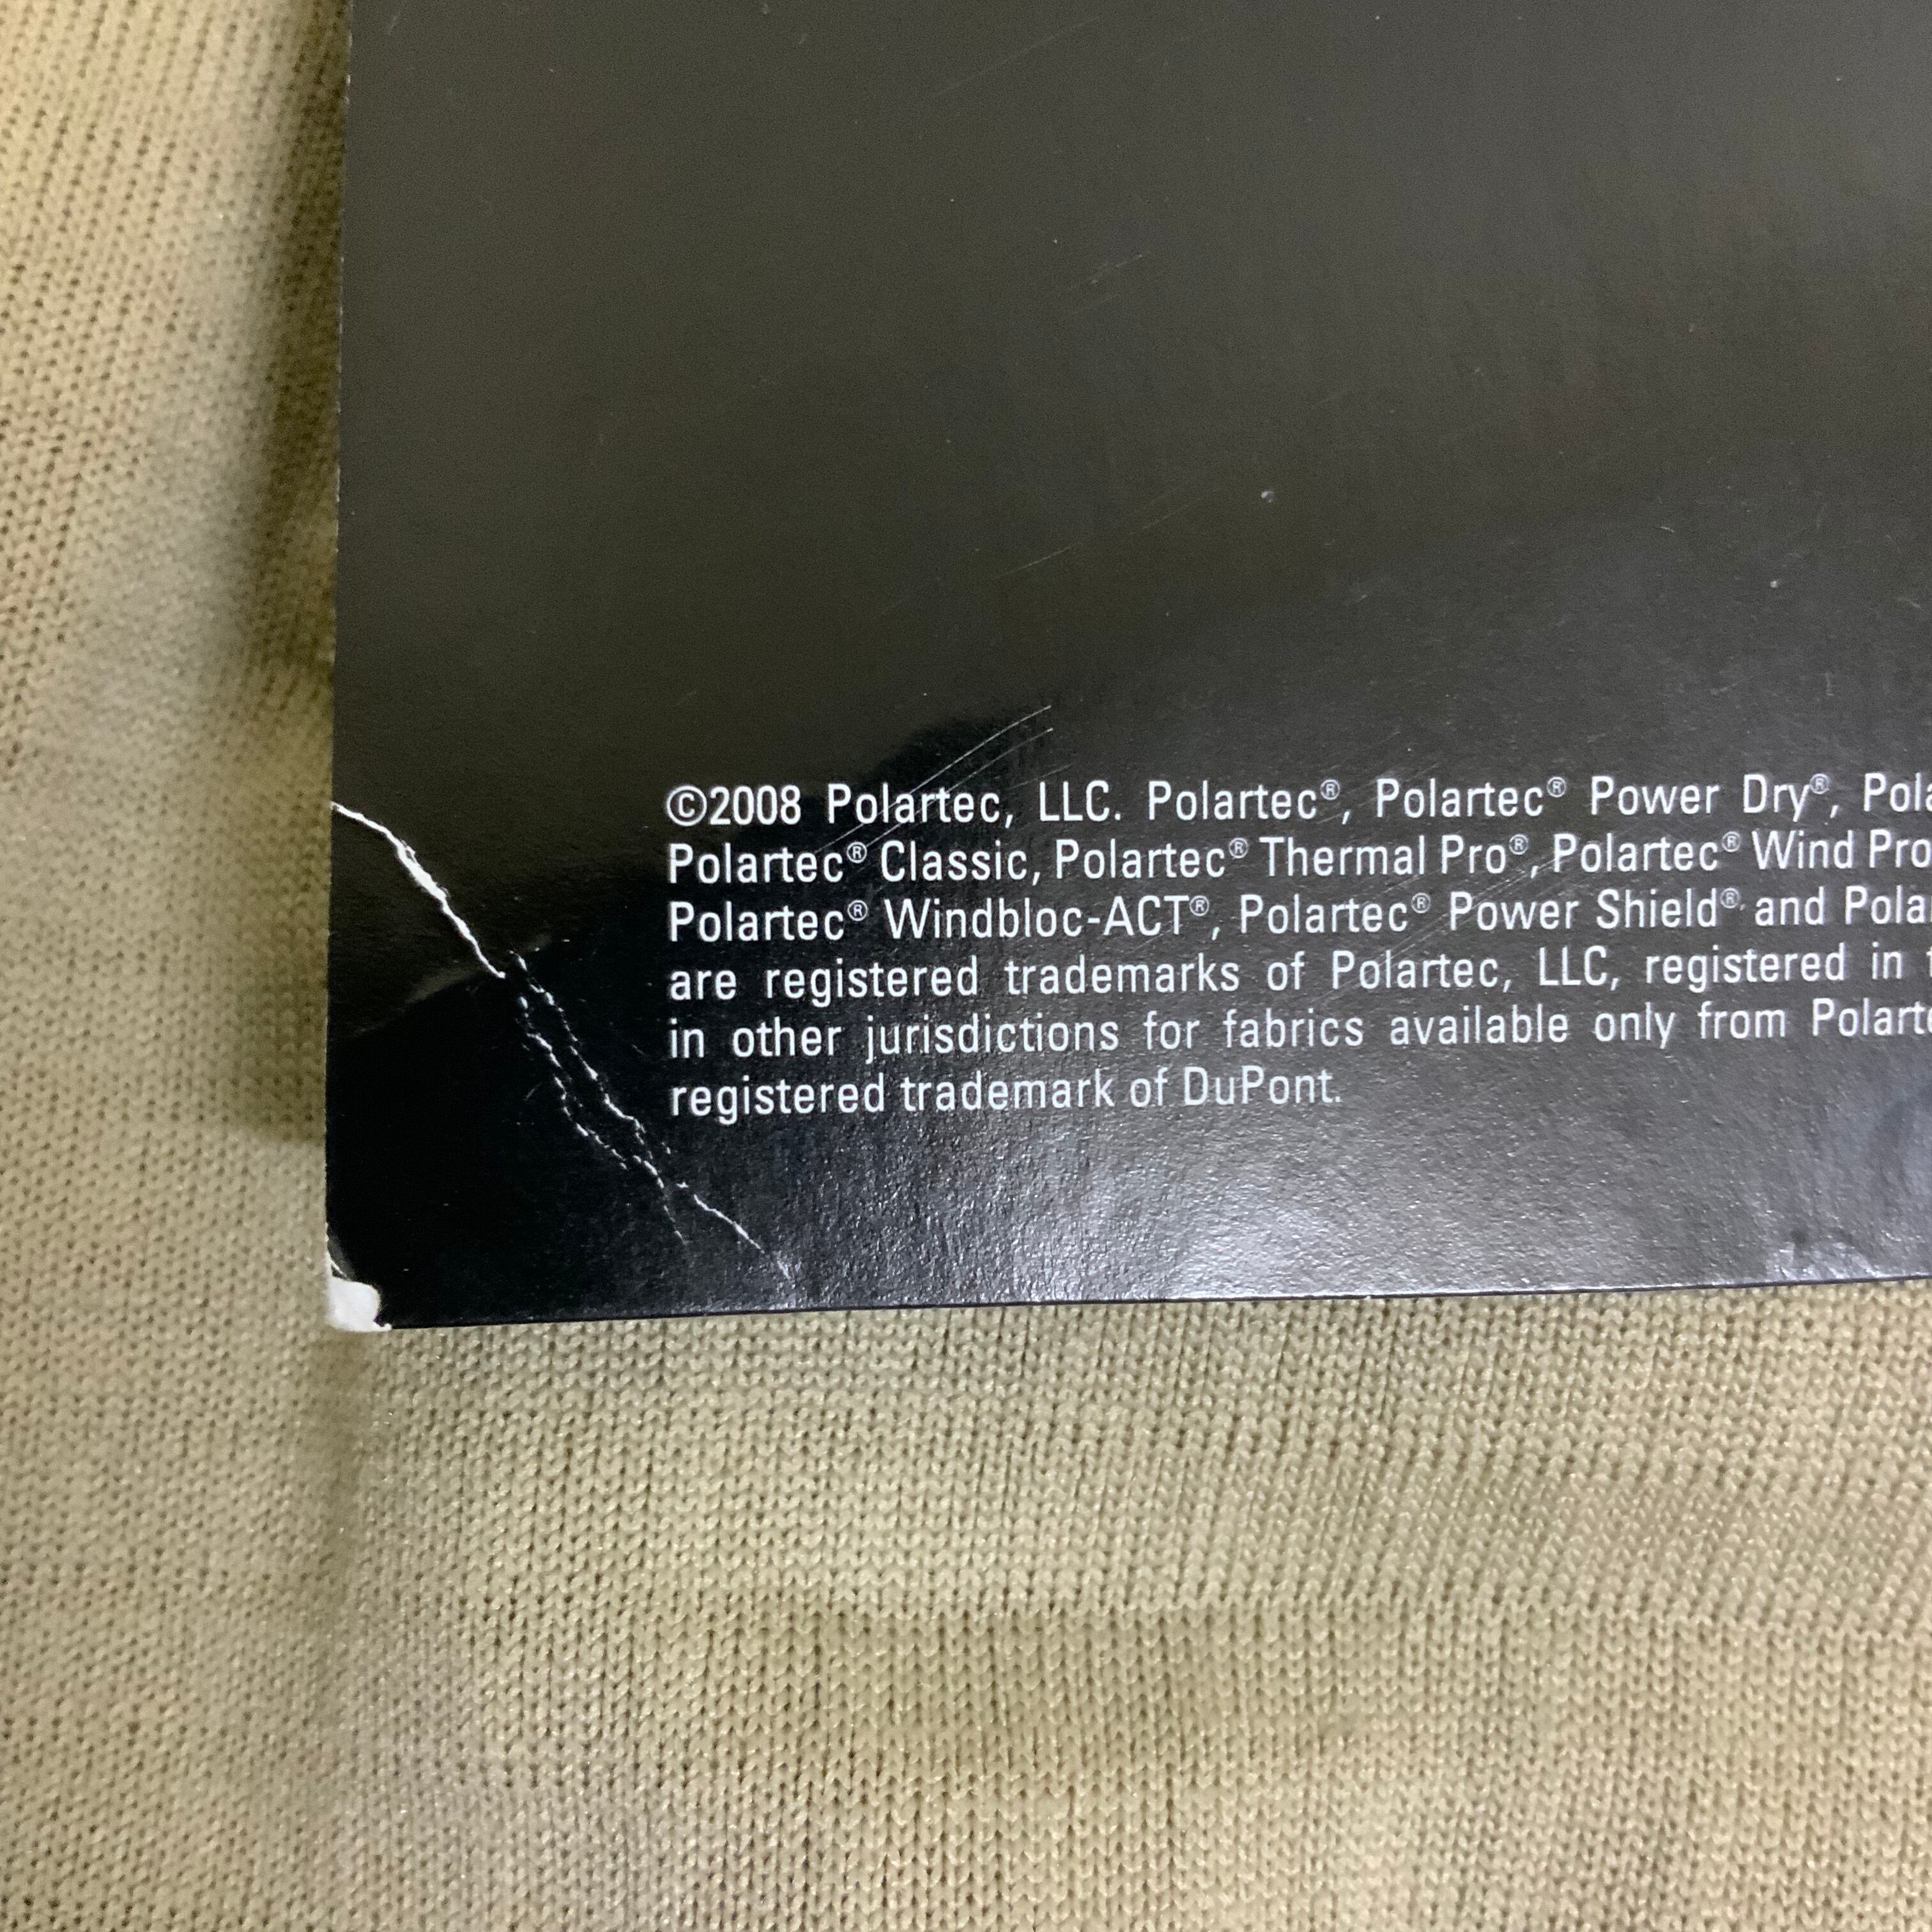 ©2008 Polartec, LLC. Polartec®, Polartec® Power Dry®,
Polartec® Classic, Polartec® Thermal Pro®, Polartec® Wind Pro
Polartec® Windbloc-ACT®, Polartec® Power Shield®, and
are registered trademarks of Polartec, LLC, registered in
in other jurisdictions for fabrics available only from
registered trademark of DuPont.